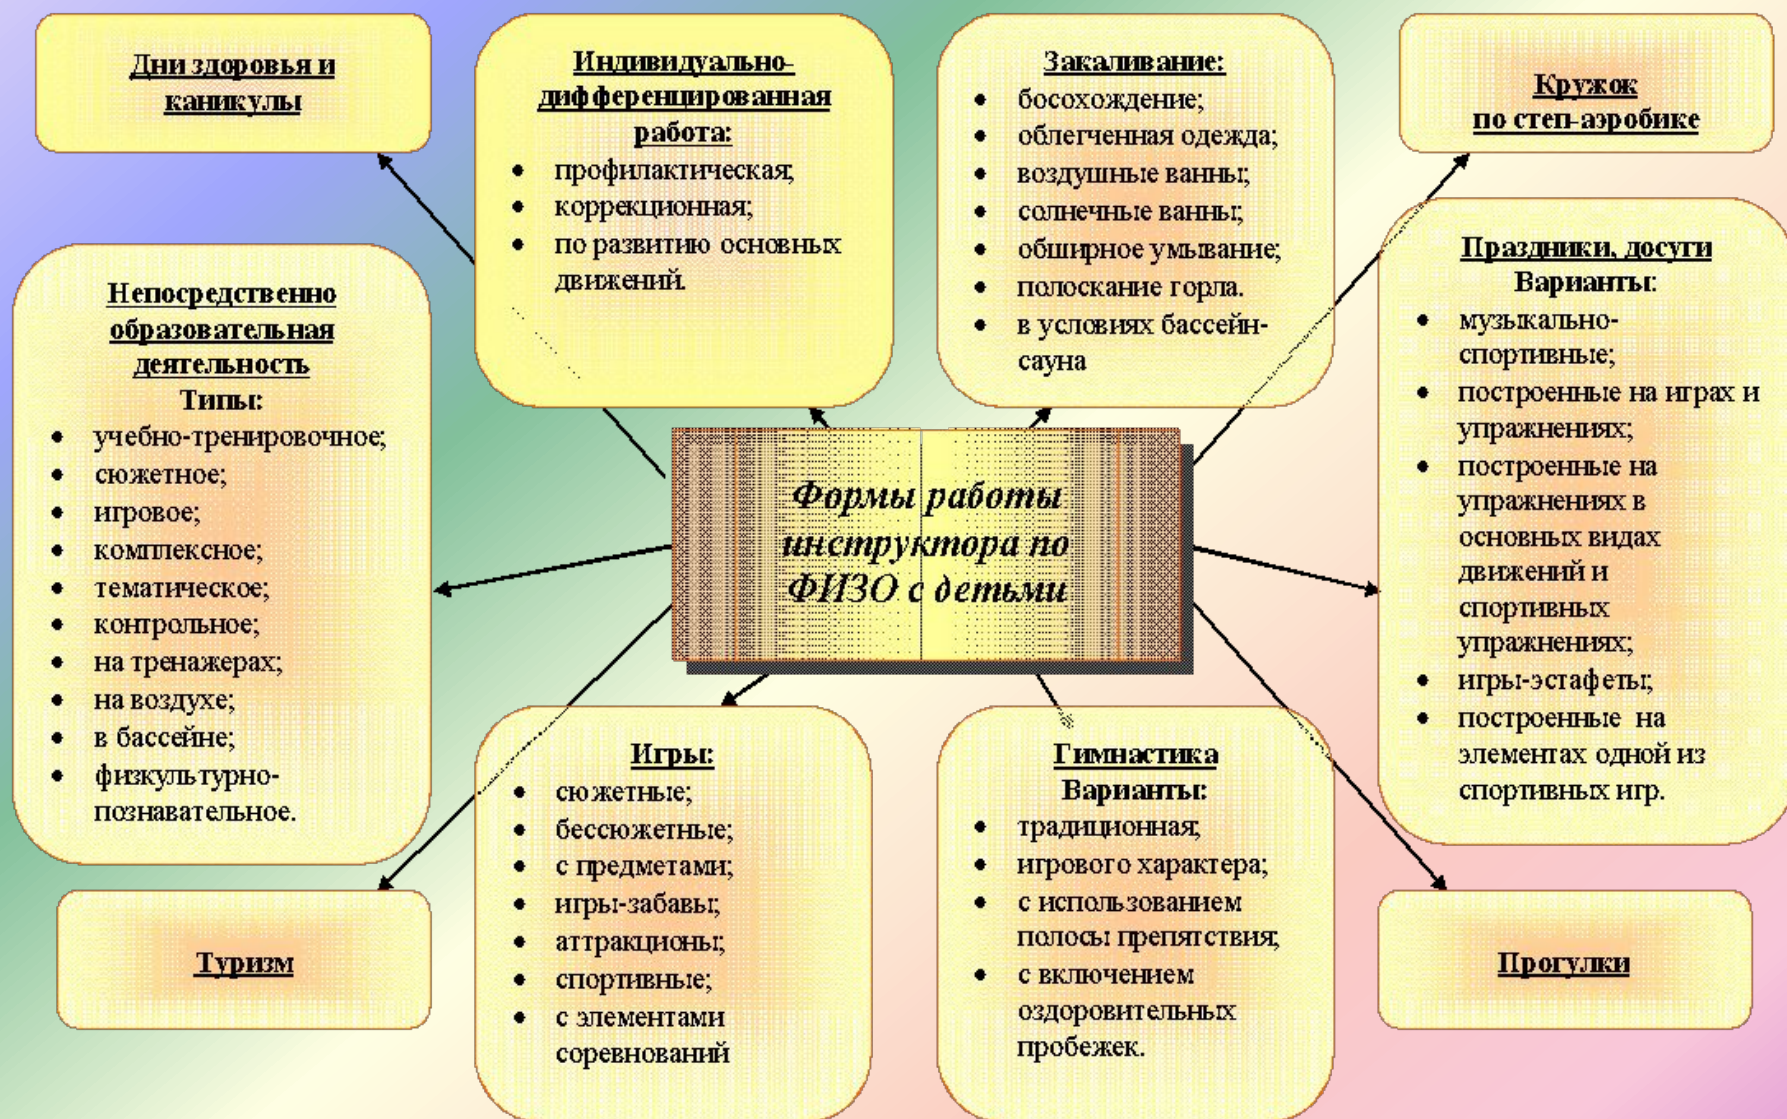 Дни здоровья и
каникулы
Индивидуально-
дифференцированная
работа:
• профилактическая;
• коррекционная;
• по развитию основных
движений.
Закаливание:
• босохождение;
• облегченная одежда;
• воздушные ванны;
• солнечные ванны;
• обширное умывание;
• полоскание горла.
• в условиях бассейн-
сауна
Кружок
по степ-аэробике
Непосредственно
образовательная
деятельность
Типы:
• учебно-тренировочное;
• сюжетное;
• игровое;
• комплексное;
• тематическое;
• контрольное;
• на тренажерах;
• на воздухе;
• в бассейне;
• физкультурно-
познавательное.
Формы работы
инструктора по
ФИЗО с детьми
Праздники, досуги
Варианты:
• музыкально-
спортивные;
• построенные на играх и
упражнениях;
• построенные на
упражнениях в
основных видах
движений и
спортивных
упражнениях;
• игры-эстафеты;
• построенные на
элементах одной из
спортивных игр.
Туризм
Игры:
• сюжетные;
• бессюжетные;
• с предметами;
• игры-забавы;
• аттракционы;
• спортивные;
• с элементами
соревнований
Гимнастика
Варианты:
• традиционная;
• игрового характера;
• с использованием
полосы препятствия;
• с включением
оздоровительных
пробежек.
Прогулки